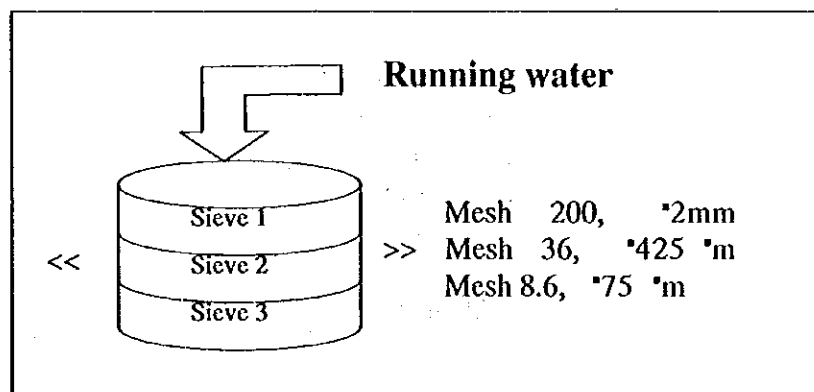 Running water
Sieve 1
Mesh 200, ▪2mm
<< Sieve 2 >> Mesh 36, ▪425 ▪m
Sieve 3 Mesh 8.6, ▪75 ▪m